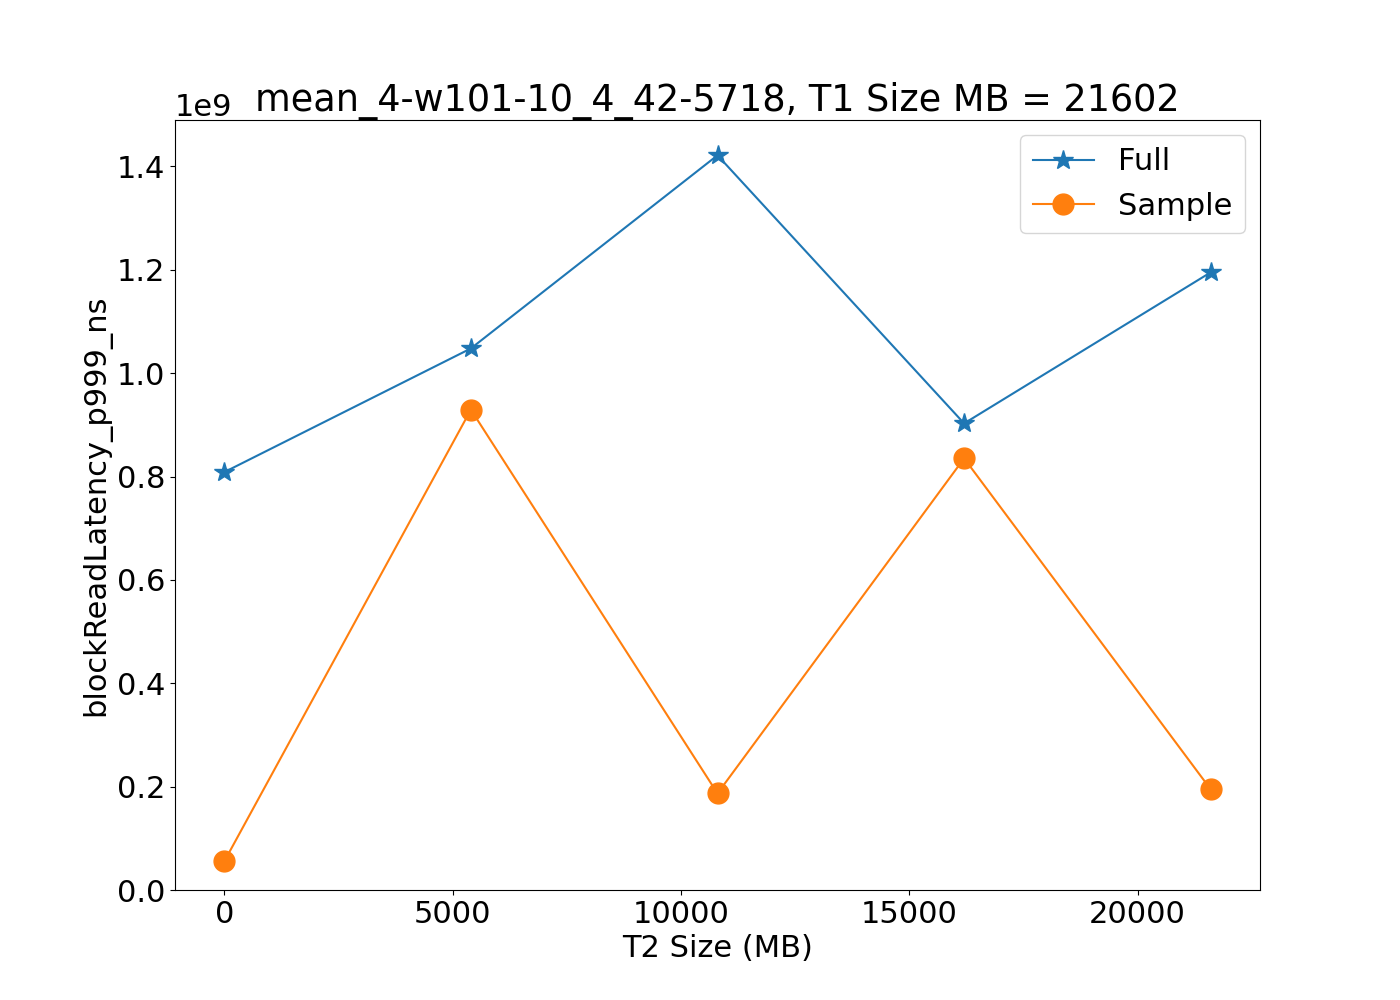 1e9
mean_4-w101-10_4_42-5718, T1 Size MB = 21602
Full
Sample
blockReadLatency_p999_ns
1.4
1.2
1.0
0.8
0.6
0.4
0.2
0.0
0 5000 10000 15000 20000
T2 Size (MB)